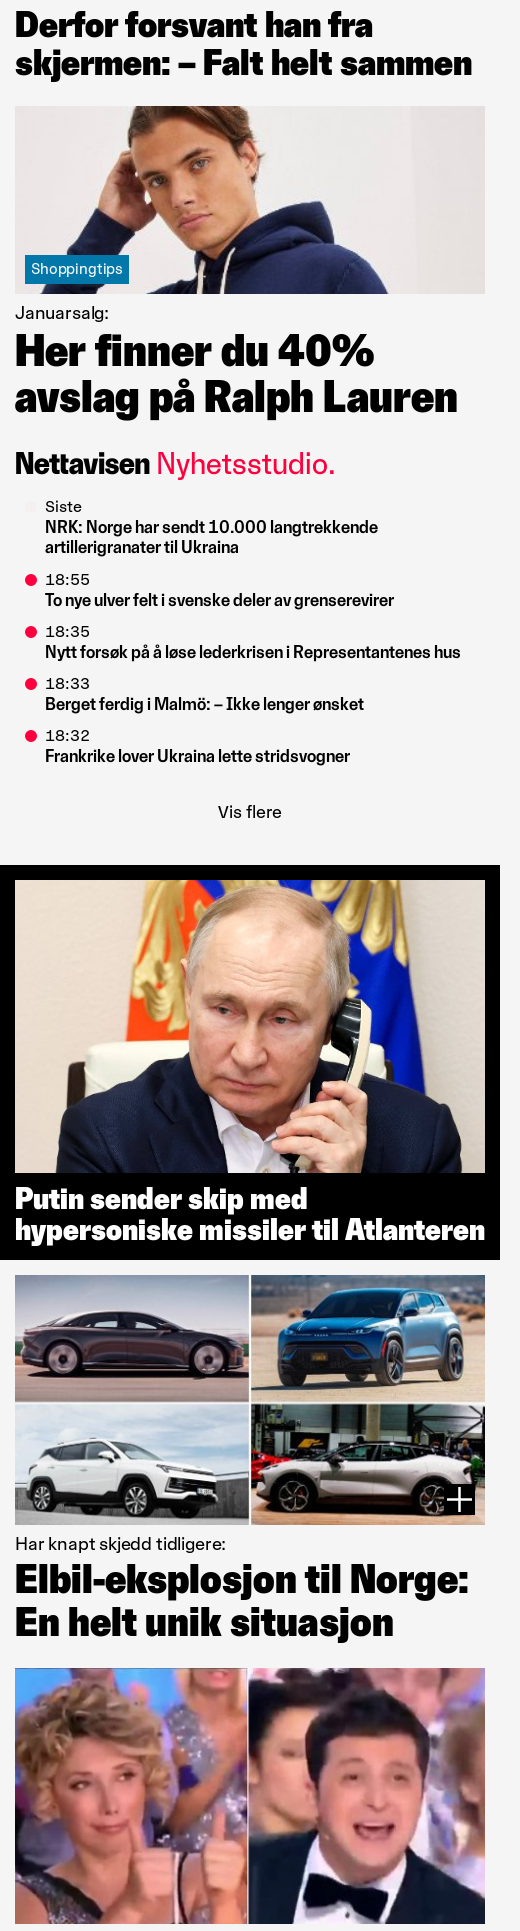 Derfor forsvant han fra
skjermen: – Falt helt sammen
Shoppingtips
Januarsalg:
Her finner du 40%
avslag på Ralph Lauren
Nettavisen Nyhetsstudio.
Siste
NRK: Norge har sendt 10.000 langtrekkende
artillerigranater til Ukraina
18:55
To nye ulver felt i svenske deler av grenserevirer
18:35
Nytt forsøk på å løse lederkrisen i Representantenes hus
18:33
Berget ferdig i Malmö: – Ikke lenger ønsket
18:32
Frankrike lover Ukraina lette stridsvogner
Vis flere
Putin sender skip med
hypersoniske missiler til Atlanteren
Har knapt skjedd tidligere:
Elbil-eksplosjon til Norge:
En helt unik situasjon